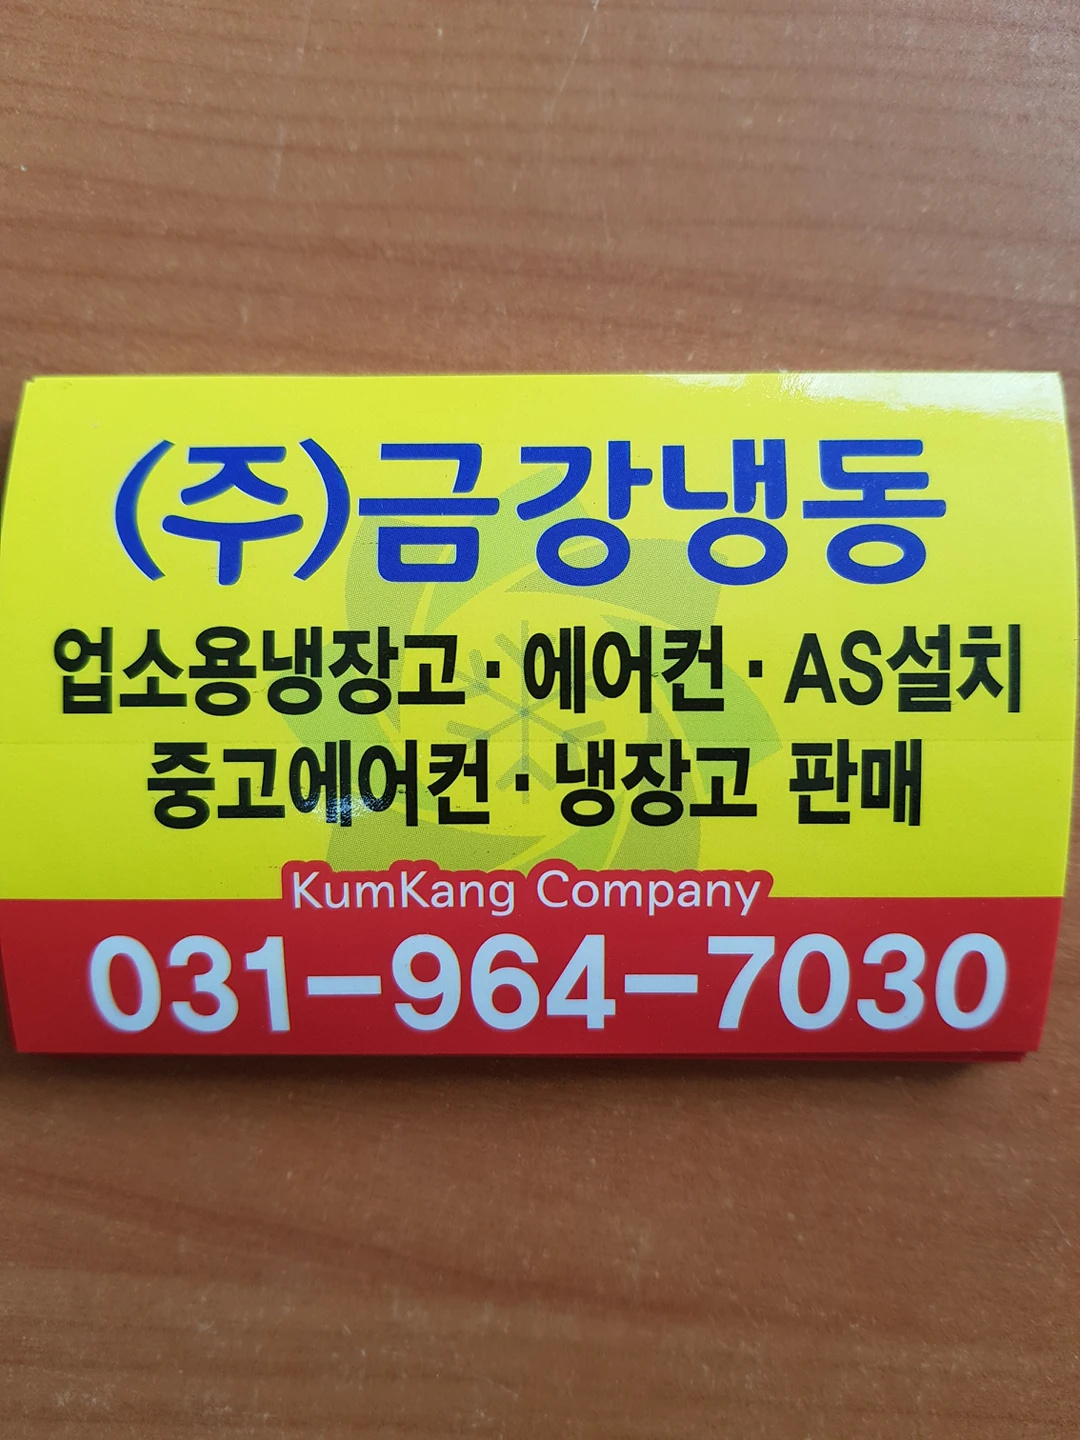 (주)금강냉동
업소용냉장고·에어컨·AS설치
중고에어컨·냉장고 판매
KumKang Company
031-964-7030